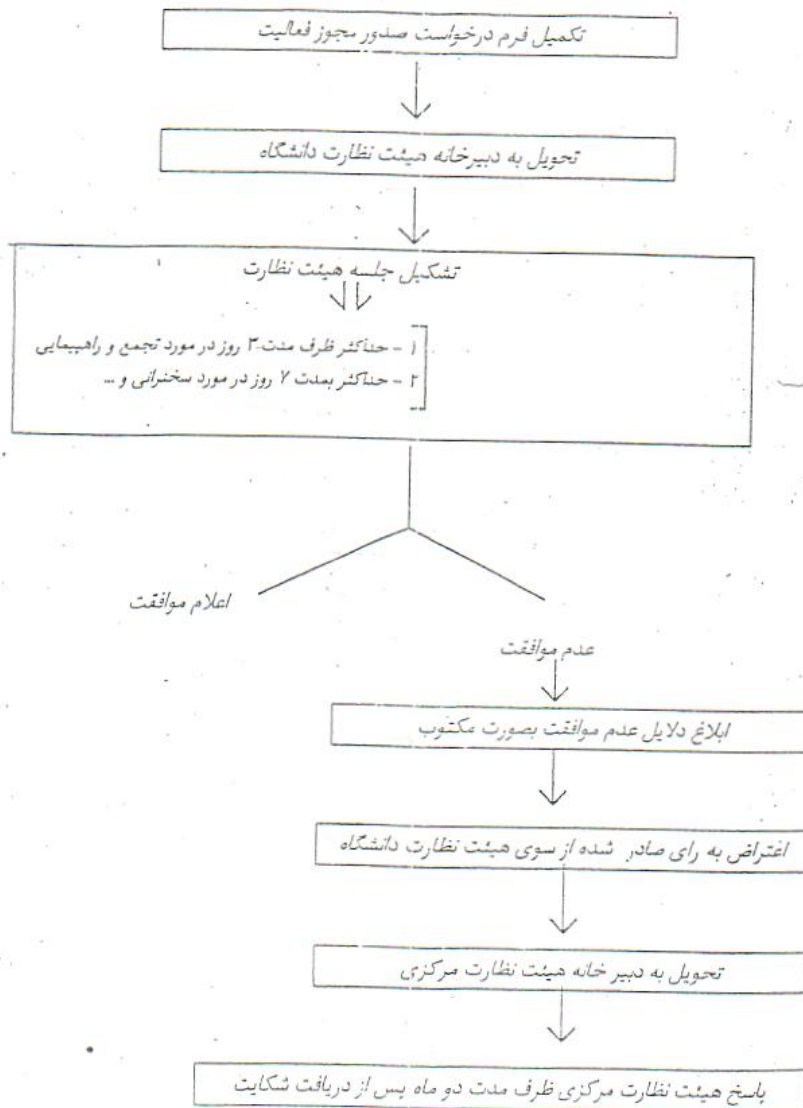 تکمیل فرم درخواست صدور مجوز فعالیت
تحویل به دبیرخانه هیئت نظارت دانشگاه
تشکیل جلسه هیئت نظارت
۱ - حداکثر ظرف مدت ۳ روز در مورد تجمع و راهپیمایی
۲ - حداکثر بمدت ۷ روز در مورد سخنرانی و ...
اعلام موافقت
عدم موافقت
ابلاغ دلایل عدم موافقت بصورت مکتوب
اعتراض به رای صادر شده از سوی هیئت نظارت دانشگاه
تحویل به دبیر خانه هیئت نظارت مرکزی
پاسخ هیئت نظارت مرکزی ظرف مدت دو ماه پس از دریافت شکایت